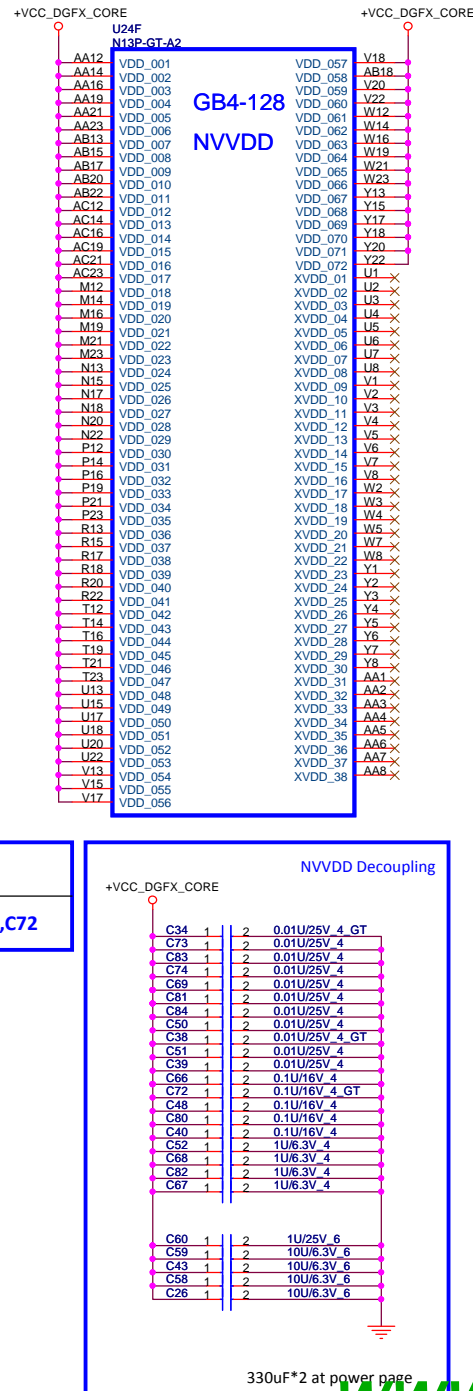 +VCC_DGFX_CORE +VCC_DGFX_CORE
U24F
N13P-GT-A2
GB4-128
NVVDD
AA12 VDD_001 VDD_057 V18
AA14 VDD_002 VDD_058 AB18
AA16 VDD_003 VDD_059 V20
AA19 VDD_004 VDD_060 V22
AA21 VDD_005 VDD_061 W12
AA23 VDD_006 VDD_062 W14
AB13 VDD_007 VDD_063 W16
AB15 VDD_008 VDD_064 W19
AB17 VDD_009 VDD_065 W21
AB20 VDD_010 VDD_066 W23
AB22 VDD_011 VDD_067 Y13
AC12 VDD_012 VDD_068 Y15
AC14 VDD_013 VDD_069 Y17
AC16 VDD_014 VDD_070 Y18
AC19 VDD_015 VDD_071 Y20
AC21 VDD_016 VDD_072 Y22
AC23 VDD_017 XVDD_01 U1
M12 VDD_018 XVDD_02 U2
M14 VDD_019 XVDD_03 U3
M16 VDD_020 XVDD_04 U4
M19 VDD_021 XVDD_05 U5
M21 VDD_022 XVDD_06 U6
M23 VDD_023 XVDD_07 U7
N13 VDD_024 XVDD_08 U8
N15 VDD_025 XVDD_09 V1
N17 VDD_026 XVDD_10 V2
N18 VDD_027 XVDD_11 V3
N20 VDD_028 XVDD_12 V4
N22 VDD_029 XVDD_13 V5
P12 VDD_030 XVDD_14 V6
P14 VDD_031 XVDD_15 V7
P16 VDD_032 XVDD_16 V8
P19 VDD_033 XVDD_17 W2
P21 VDD_034 XVDD_18 W3
P23 VDD_035 XVDD_19 W4
R13 VDD_036 XVDD_20 W5
R15 VDD_037 XVDD_21 W7
R17 VDD_038 XVDD_22 W8
R18 VDD_039 XVDD_23 Y1
R20 VDD_040 XVDD_24 Y2
R22 VDD_041 XVDD_25 Y3
T12 VDD_042 XVDD_26 Y4
T14 VDD_043 XVDD_27 Y5
T16 VDD_044 XVDD_28 Y6
T19 VDD_045 XVDD_29 Y7
T21 VDD_046 XVDD_30 Y8
T23 VDD_047 XVDD_31 AA1
U13 VDD_048 XVDD_32 AA2
U15 VDD_049 XVDD_33 AA3
U17 VDD_050 XVDD_34 AA4
U18 VDD_051 XVDD_35 AA5
U20 VDD_052 XVDD_36 AA6
U22 VDD_053 XVDD_37 AA7
V13 VDD_054 XVDD_38 AA8
V15 VDD_055
V17 VDD_056
,C72
NVVDD Decoupling
+VCC_DGFX_CORE
C34 1 2 0.01U/25V_4_GT
C73 1 2 0.01U/25V_4
C83 1 2 0.01U/25V_4
C74 1 2 0.01U/25V_4
C69 1 2 0.01U/25V_4
C81 1 2 0.01U/25V_4
C84 1 2 0.01U/25V_4
C50 1 2 0.01U/25V_4
C38 1 2 0.01U/25V_4_GT
C51 1 2 0.01U/25V_4
C39 1 2 0.01U/25V_4
C66 1 2 0.1U/16V_4
C72 1 2 0.1U/16V_4_GT
C48 1 2 0.1U/16V_4
C80 1 2 0.1U/16V_4
C40 1 2 0.1U/16V_4
C52 1 2 1U/6.3V_4
C68 1 2 1U/6.3V_4
C82 1 2 1U/6.3V_4
C67 1 2 1U/6.3V_4
C60 1 2 1U/25V_6
C59 1 2 10U/6.3V_6
C43 1 2 10U/6.3V_6
C58 1 2 10U/6.3V_6
C26 1 2 10U/6.3V_6
330uF*2 at power page